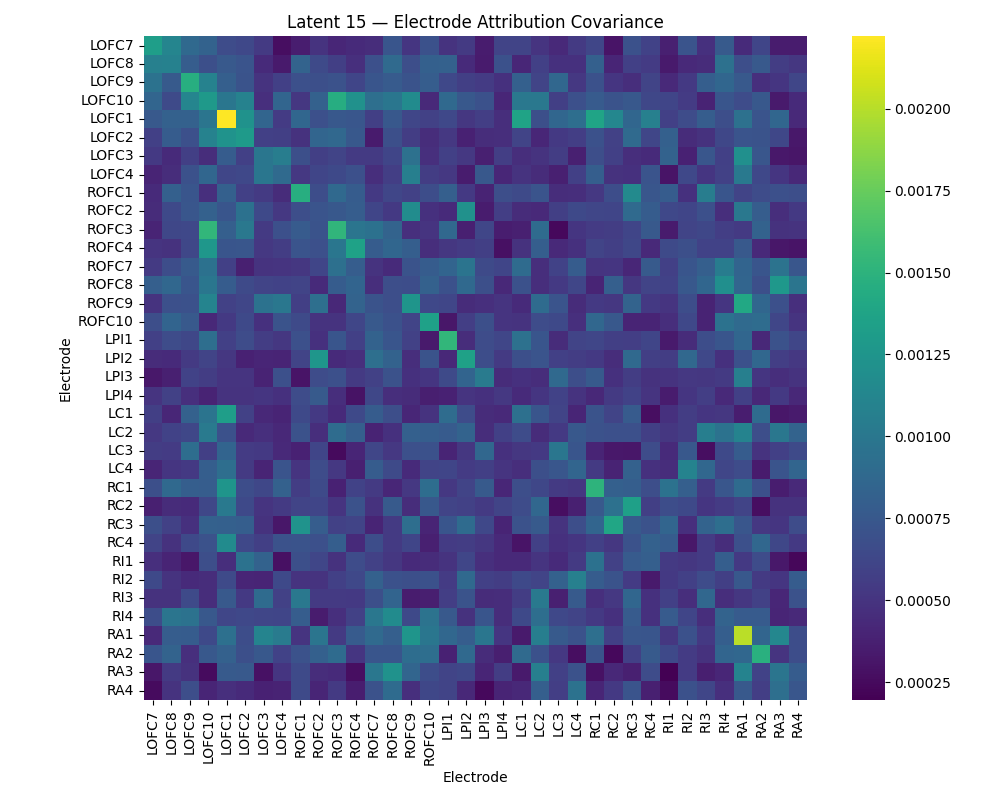 Latent 15 — Electrode Attribution Covariance
Electrode
LOFC7
LOFC8
LOFC9
LOFC10
LOFC1
LOFC2
LOFC3
LOFC4
ROFC1
ROFC2
ROFC3
ROFC4
ROFC7
ROFC8
ROFC9
ROFC10
LPI1
LPI2
LPI3
LPI4
LC1
LC2
LC3
LC4
RC1
RC2
RC3
RC4
RI1
RI2
RI3
RI4
RA1
RA2
RA3
RA4
LOFC7 LOFC8 LOFC9 LOFC10 LOFC1 LOFC2 LOFC3 LOFC4 ROFC1 ROFC2 ROFC3 ROFC4 ROFC7 ROFC8 ROFC9 ROFC10 LPI1 LPI2 LPI3 LPI4 LC1 LC2 LC3 LC4 RC1 RC2 RC3 RC4 RI1 RI2 RI3 RI4 RA1 RA2 RA3 RA4
Electrode
0.00200
0.00175
0.00150
0.00125
0.00100
0.00075
0.00050
0.00025